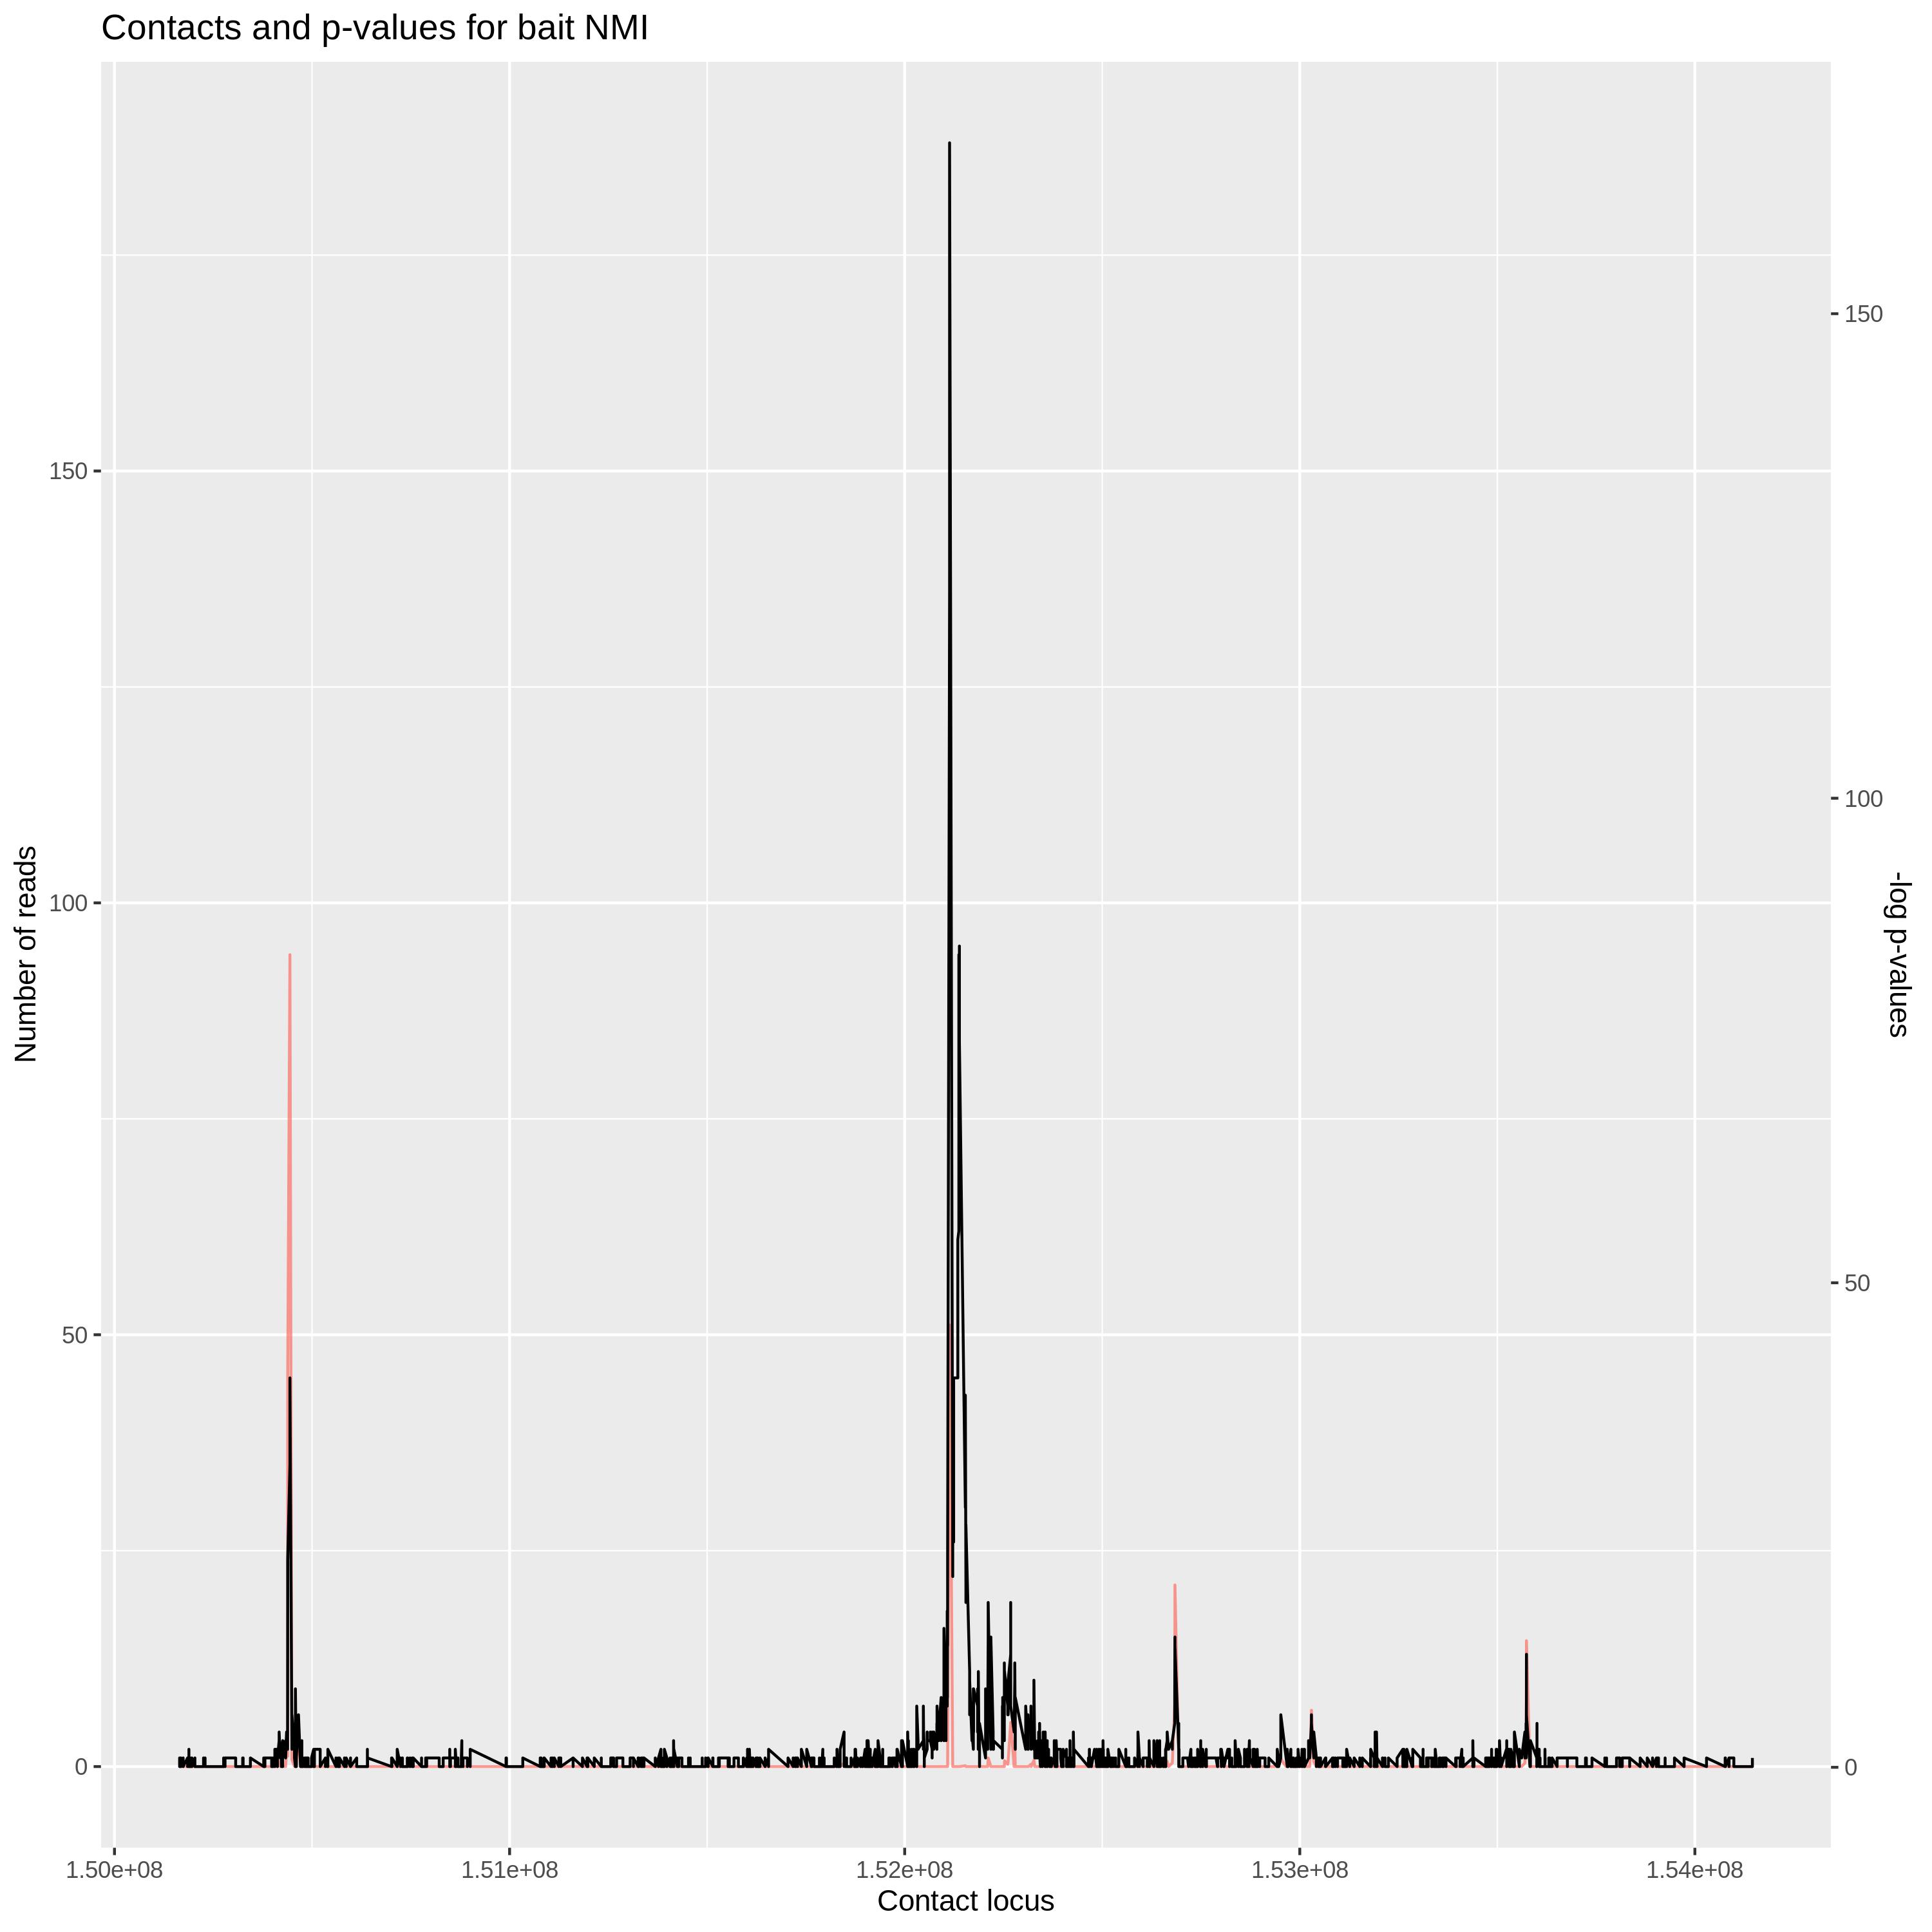 Contacts and p-values for bait NMI
Number of reads
150
100
50
0
150
100
50
0
-log p-values
1.50e+08 1.51e+08 1.52e+08 1.53e+08 1.54e+08
Contact locus